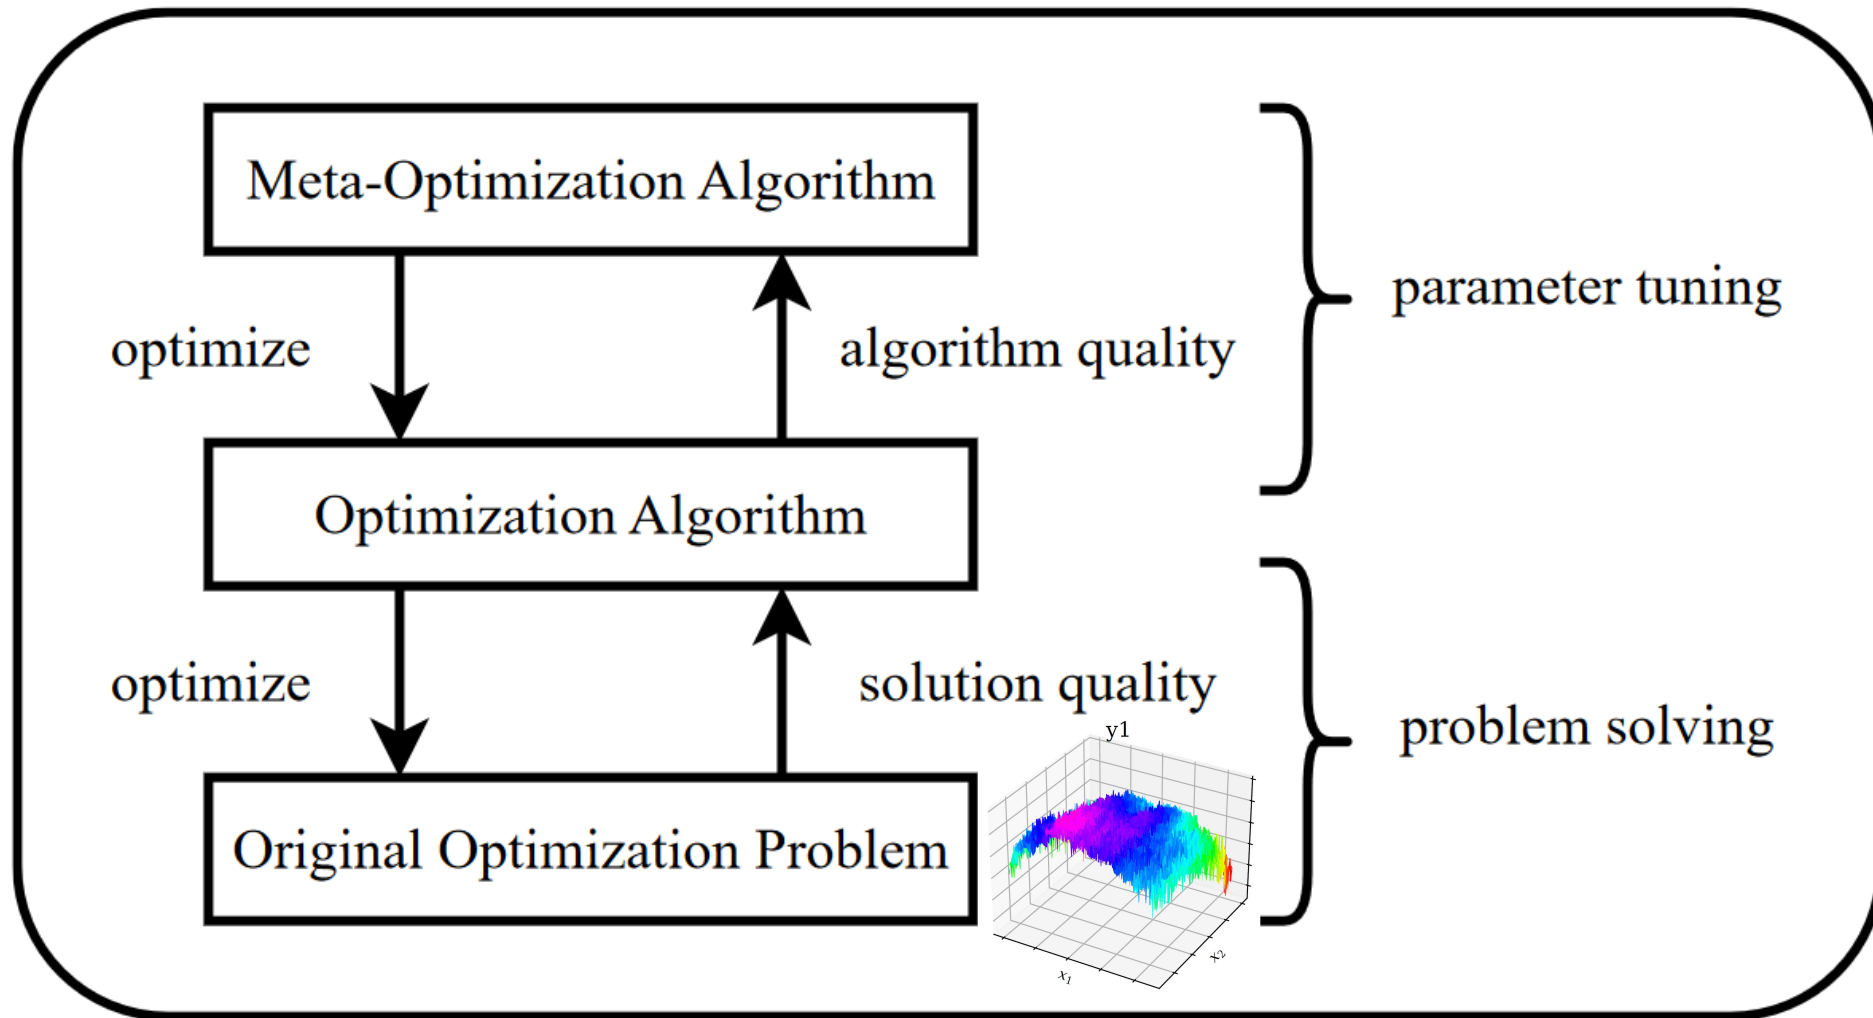 Meta-Optimization Algorithm
parameter tuning
optimize
algorithm quality
Optimization Algorithm
optimize
solution quality
problem solving
y1
Original Optimization Problem
x₁
x₂